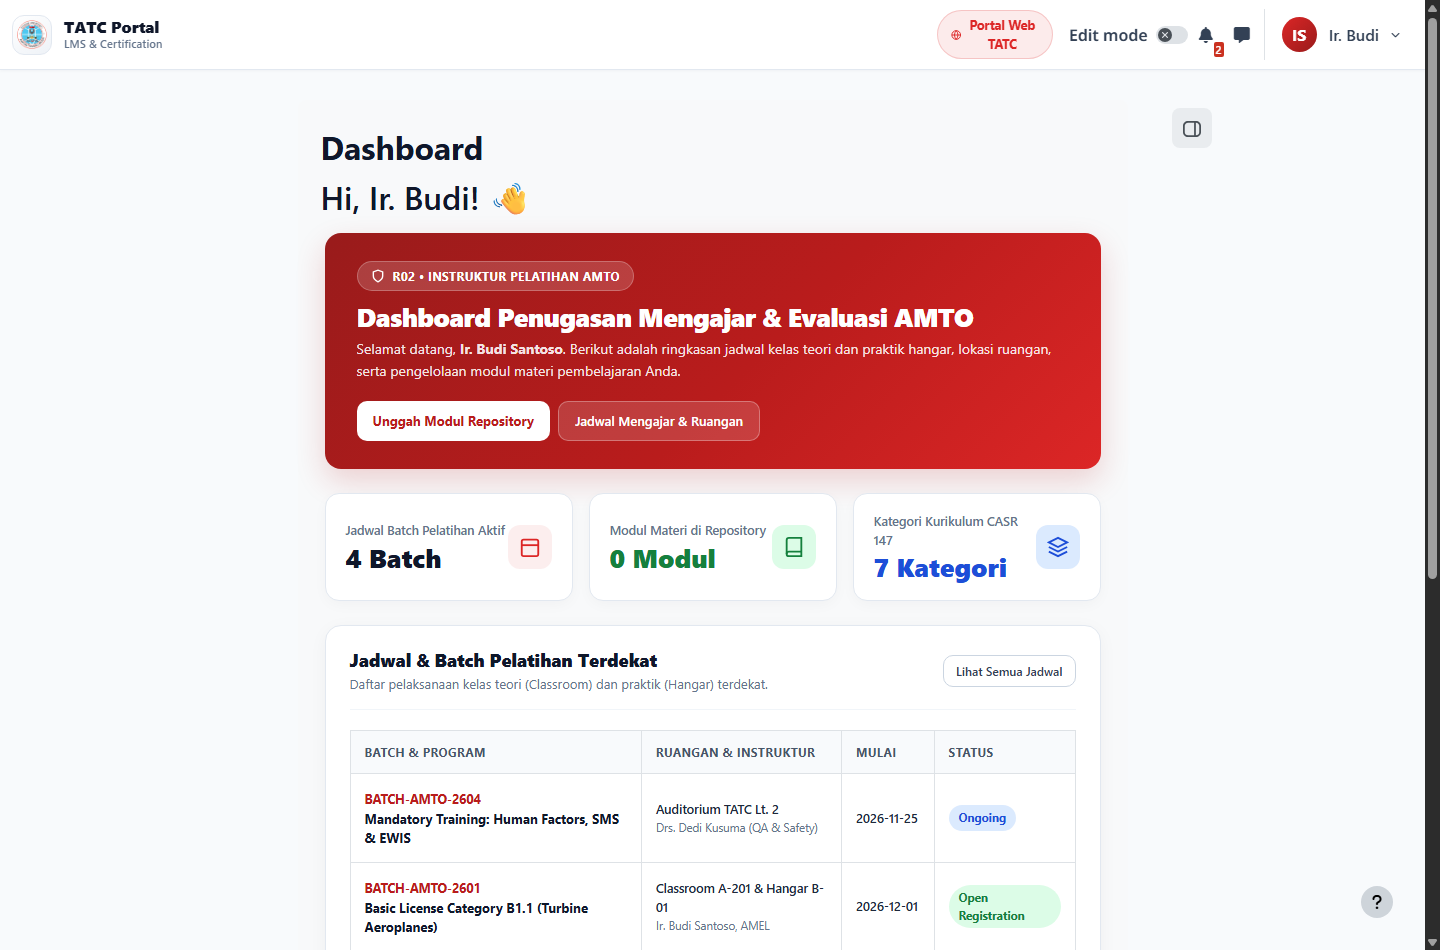 TATC Portal
LMS & Certification
Portal Web
TATC
Edit mode
2
IS
Ir. Budi
Dashboard
Hi, Ir. Budi! 👋
R02 • INSTRUKTUR PELATIHAN AMTO
Dashboard Penugasan Mengajar & Evaluasi AMTO
Selamat datang, Ir. Budi Santoso. Berikut adalah ringkasan jadwal kelas teori dan praktik hangar, lokasi ruangan,
serta pengelolaan modul materi pembelajaran Anda.
Unggah Modul Repository
Jadwal Mengajar & Ruangan
Jadwal Batch Pelatihan Aktif
4 Batch
Modul Materi di Repository
0 Modul
Kategori Kurikulum CASR
147
7 Kategori
Jadwal & Batch Pelatihan Terdekat
Daftar pelaksanaan kelas teori (Classroom) dan praktik (Hangar) terdekat.
Lihat Semua Jadwal
BATCH & PROGRAM
RUANGAN & INSTRUKTUR
MULAI
STATUS
BATCH-AMTO-2604
Mandatory Training: Human Factors, SMS
& EWIS
Auditorium TATC Lt. 2
Drs. Dedi Kusuma (QA & Safety)
2026-11-25
Ongoing
BATCH-AMTO-2601
Basic License Category B1.1 (Turbine
Aeroplanes)
Classroom A-201 & Hangar B-
01
Ir. Budi Santoso, AMEL
2026-12-01
Open
Registration
?